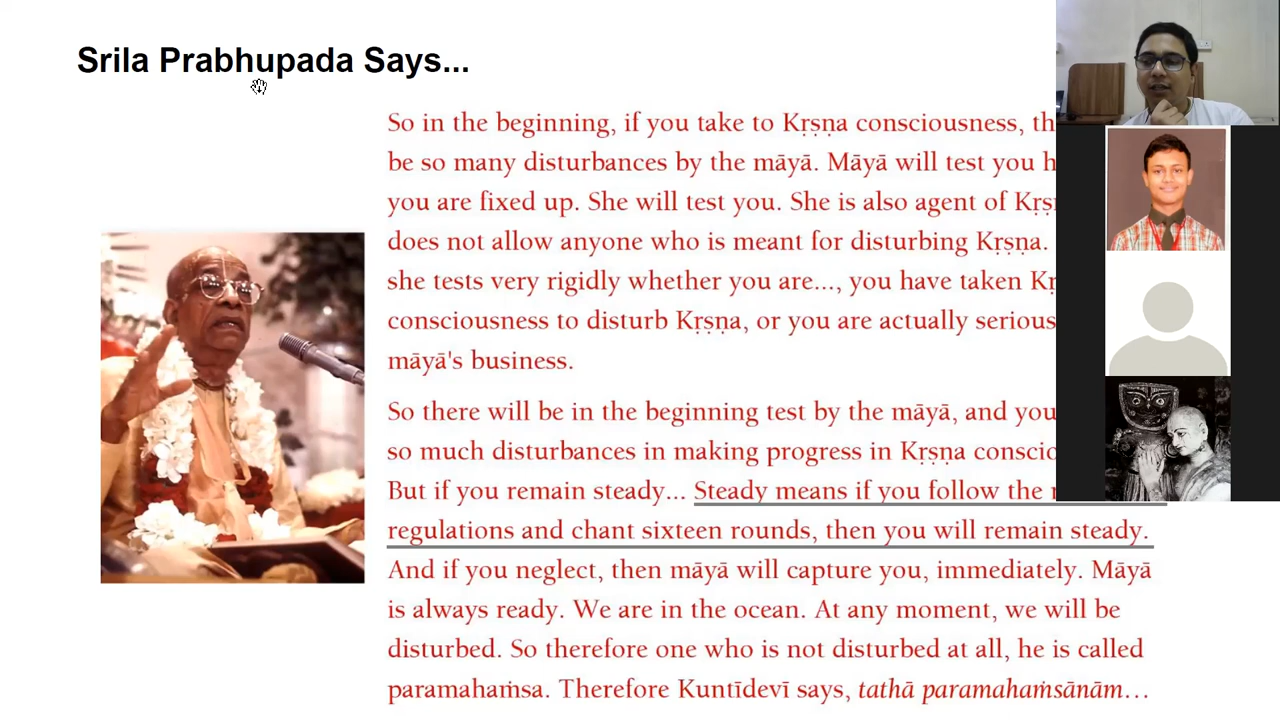 Srila Prabhupada Says...
So in the beginning, if you take to Kṛṣṇa consciousness, th
be so many disturbances by the māyā. Māyā will test you h
you are fixed up. She will test you. She is also agent of Kṛṣ
does not allow anyone who is meant for disturbing Kṛṣṇa.
she tests very rigidly whether you are..., you have taken Kṛ
consciousness to disturb Kṛṣṇa, or you are actually serious
māyā's business.
So there will be in the beginning test by the māyā, and you
so much disturbances in making progress in Kṛṣṇa conscio
But if you remain steady... Steady means if you follow the
regulations and chant sixteen rounds, then you will remain steady.
And if you neglect, then māyā will capture you, immediately. Māyā
is always ready. We are in the ocean. At any moment, we will be
disturbed. So therefore one who is not disturbed at all, he is called
paramahaṁsa. Therefore Kuntīdevī says, tathā paramahaṁsānām...